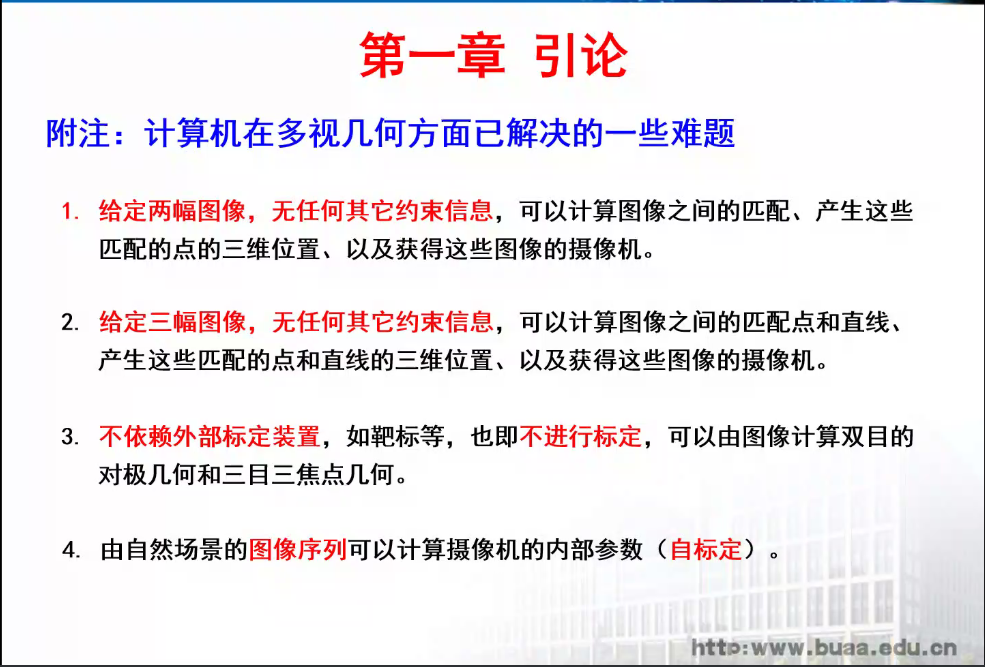 第一章 引论
附注：计算机在多视几何方面已解决的一些难题
1. 给定两幅图像，无任何其它约束信息，可以计算图像之间的匹配、产生这些
匹配的点的三维位置、以及获得这些图像的摄像机。
2. 给定三幅图像，无任何其它约束信息，可以计算图像之间的匹配点和直线、
产生这些匹配的点和直线的三维位置、以及获得这些图像的摄像机。
3. 不依赖外部标定装置，如靶标等，也即不进行标定，可以由图像计算双目的
对极几何和三目三焦点几何。
4. 由自然场景的图像序列可以计算摄像机的内部参数（自标定）。
http:www.buaa.edu.cn